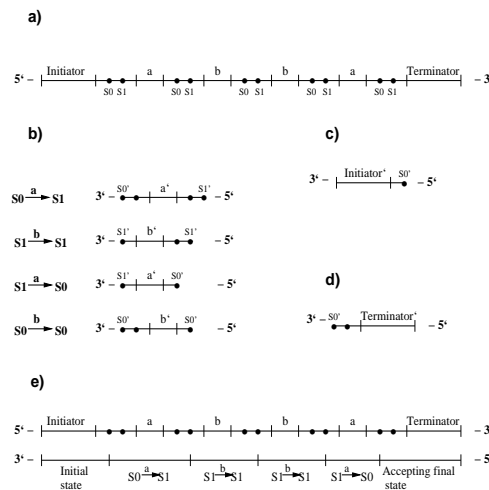 a)
Initiator a b b a Terminator
5‘ – – 3
S0 S1 S0 S1 S0 S1 S0 S1 S0 S1
b)
S0 a S1 3‘ – S0' a‘ S1' – 5‘
S1 b S1 3‘ – S1' b‘ S1' – 5‘
S1 a S0 3‘ – S1' a‘ S0' – 5‘
S0 b S0 3‘ – S0' b‘ S0' – 5‘
c)
3‘ – Initiator‘ S0' – 5‘
d)
3‘ – S0' Terminator‘ – 5‘
e)
Initiator a b b a Terminator
5‘ – – 3
3‘ – – 5
Initial state S0 a S1 S1 b S1 S1 b S1 S1 a S0 Accepting final state